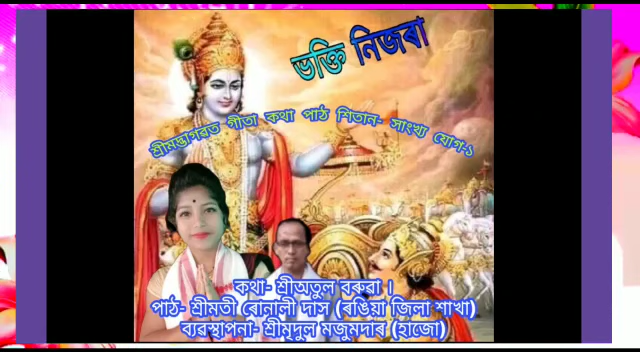 ভক্তি নিজৰা
শ্ৰীমদ্ভাগৱত গীতা কথা পাঠ শিতান- সাংখ্য যোগ-১
কথা- শ্ৰীঅতুল বৰুৱা ।
পাঠ- শ্ৰীমতী ৰোনালী দাস (ৰঙিয়া জিলা শাখা)
ব্যৱস্থাপনা- শ্ৰীমৃদুল মজুমদাৰ (হাজো)